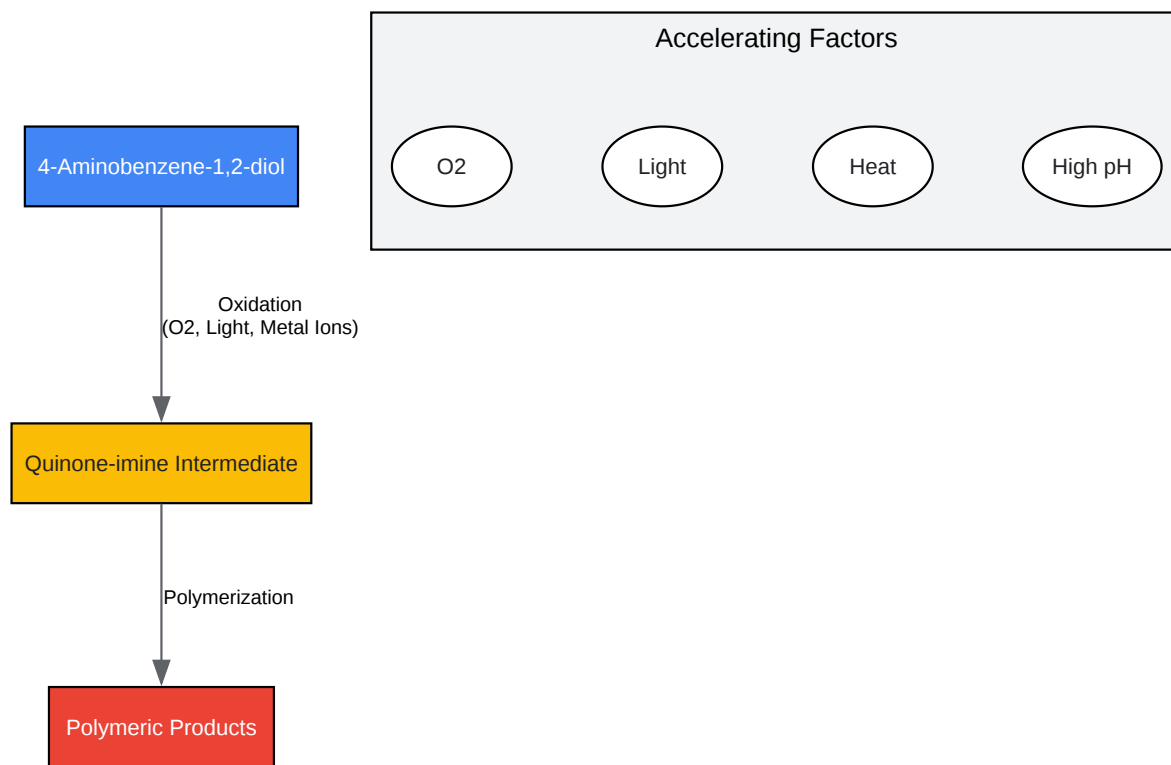 Accelerating Factors
4-Aminobenzene-1,2-diol
O2
Light
Heat
High pH
Oxidation
(O2, Light, Metal Ions)
Quinone-imine Intermediate
Polymerization
Polymeric Products